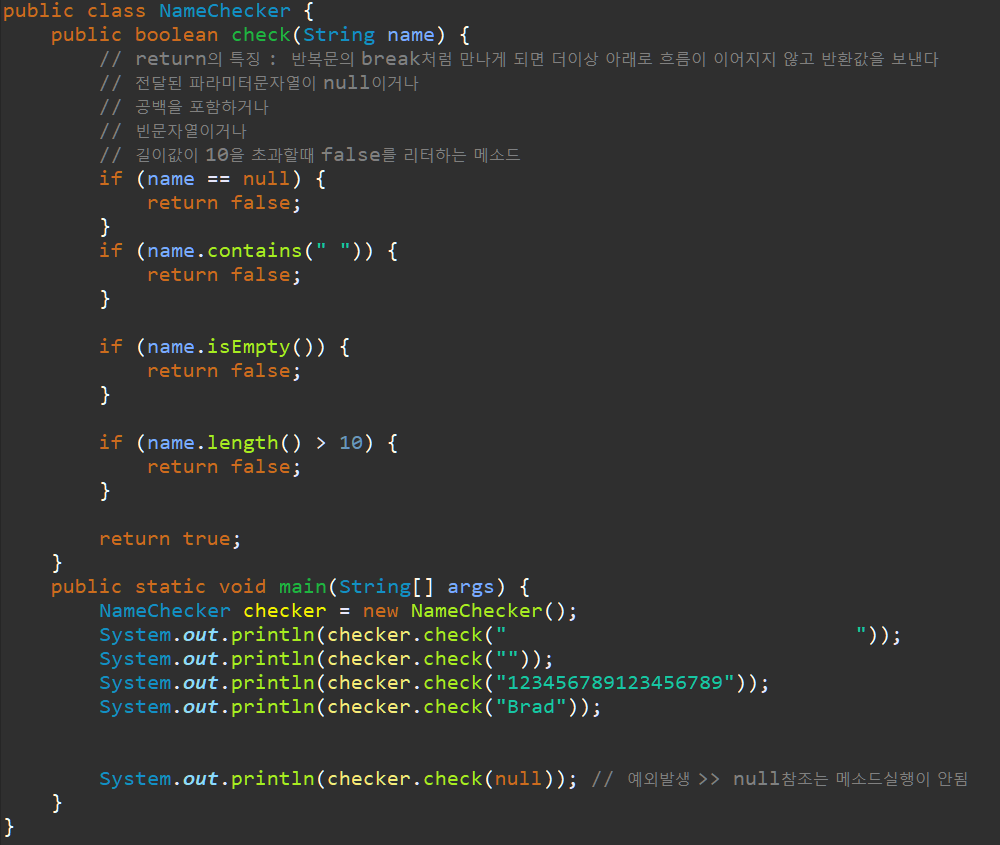 public class NameChecker {
    public boolean check(String name) {
        // return의 특징 : 반복문의 break처럼 만나게 되면 더이상 아래로 흐름이 이어지지 않고 반환값을 보낸다
        // 전달된 파라미터문자열이 null이거나
        // 공백을 포함하거나
        // 빈문자열이거나
        // 길이값이 10을 초과할때 false를 리터하는 메소드
        if (name == null) {
            return false;
        }
        if (name.contains(" ")) {
            return false;
        }

        if (name.isEmpty()) {
            return false;
        }

        if (name.length() > 10) {
            return false;
        }

        return true;
    }
    public static void main(String[] args) {
        NameChecker checker = new NameChecker();
        System.out.println(checker.check("                             "));
        System.out.println(checker.check(""));
        System.out.println(checker.check("123456789123456789"));
        System.out.println(checker.check("Brad"));


        System.out.println(checker.check(null)); // 예외발생 >> null참조는 메소드실행이 안됨
    }
}